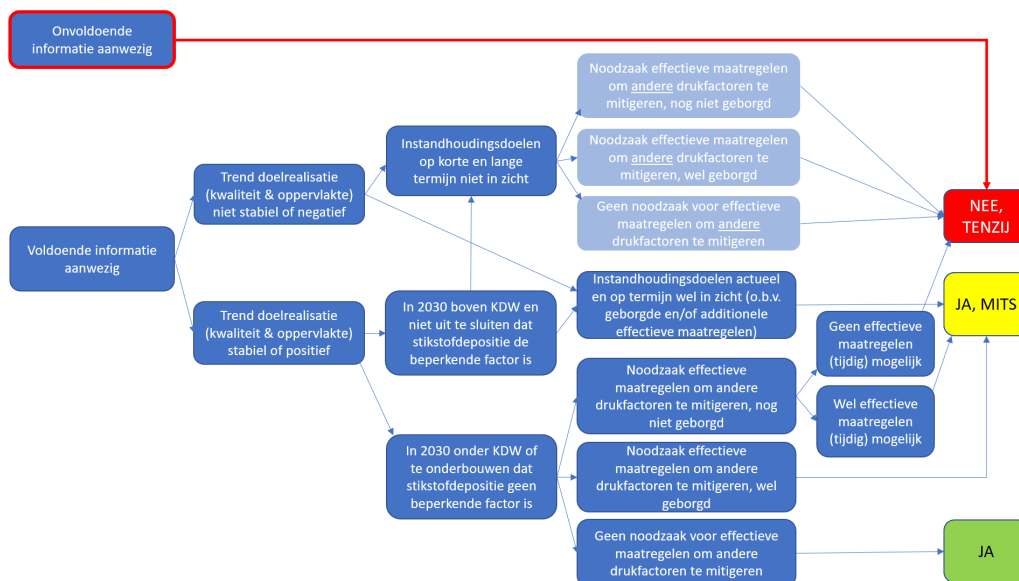 Onvoldoende
informatie aanwezig
Voldoende informatie
aanwezig
Trend doelrealisatie
(kwaliteit & oppervlakte)
niet stabiel of negatief
Trend doelrealisatie
(kwaliteit & oppervlakte)
stabiel of positief
Instandhoudingsdoelen
op korte en lange
termijn niet in zicht
In 2030 boven KDW en
niet uit te sluiten dat
stikstofdepositie de
beperkende factor is
In 2030 onder KDW of
te onderbouwen dat
stikstofdepositie geen
beperkende factor is
Noodzaak effectieve maatregelen
om andere drukfactoren te
mitigeren, nog niet geborgd
Noodzaak effectieve maatregelen
om andere drukfactoren te
mitigeren, wel geborgd
Geen noodzaak voor effectieve
maatregelen om andere
drukfactoren te mitigeren
Instandhoudingsdoelen actueel
en op termijn wel in zicht (o.b.v.
geborgde en/of additionele
effectieve maatregelen)
Noodzaak effectieve
maatregelen om andere
drukfactoren te mitigeren, nog
niet geborgd
Noodzaak effectieve
maatregelen om andere
drukfactoren te mitigeren, wel
geborgd
Geen noodzaak voor effectieve
maatregelen om andere
drukfactoren te mitigeren
Geen effectieve
maatregelen
(tijdig) mogelijk
Wel effectieve
maatregelen
(tijdig) mogelijk
NEE,
TENZIJ
JA, MITS
JA